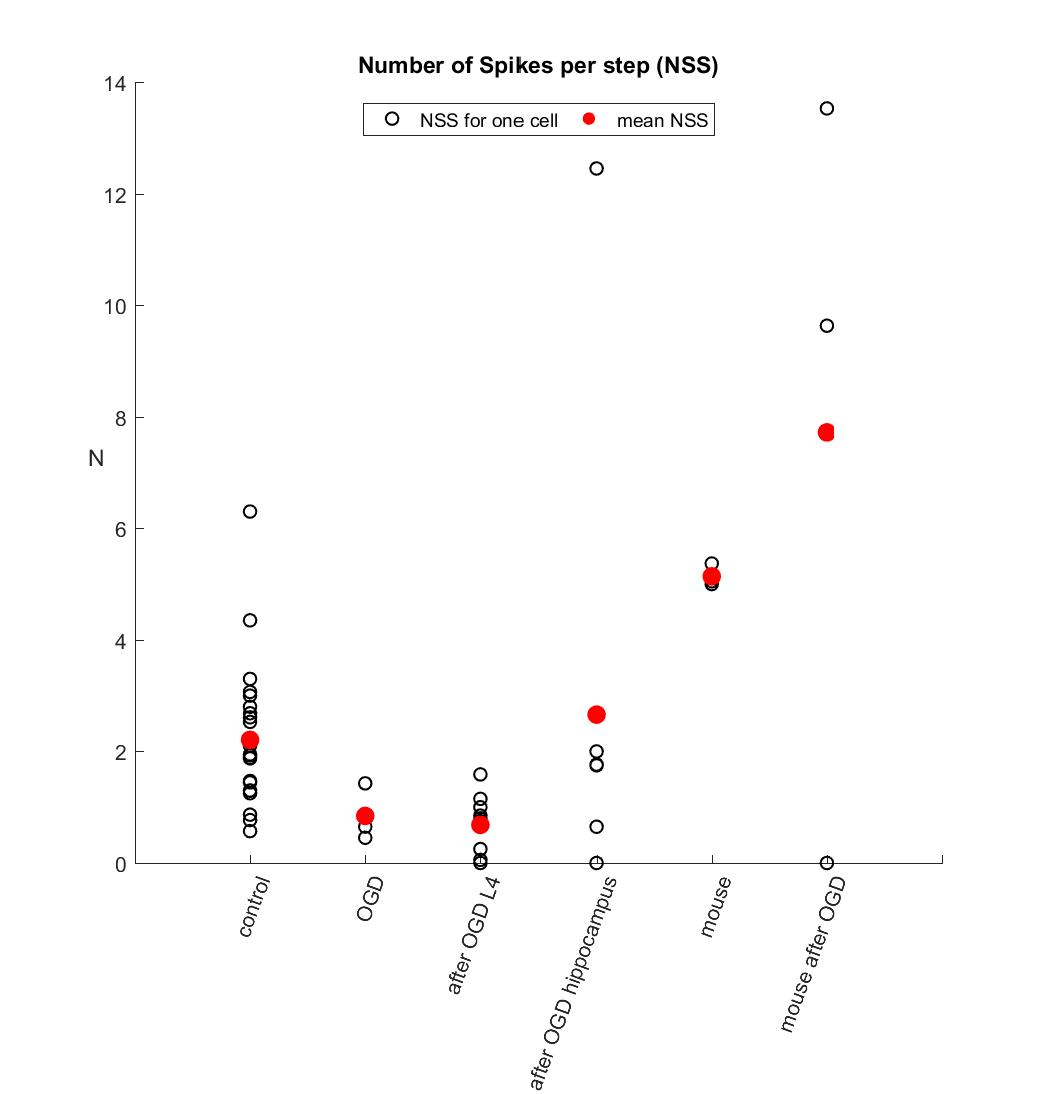 Number of Spikes per step (NSS)
NSS for one cell mean NSS
14
12
10
8
N
6
4
2
0
control
OGD
after OGD L4
after OGD hippocampus
mouse
mouse after OGD